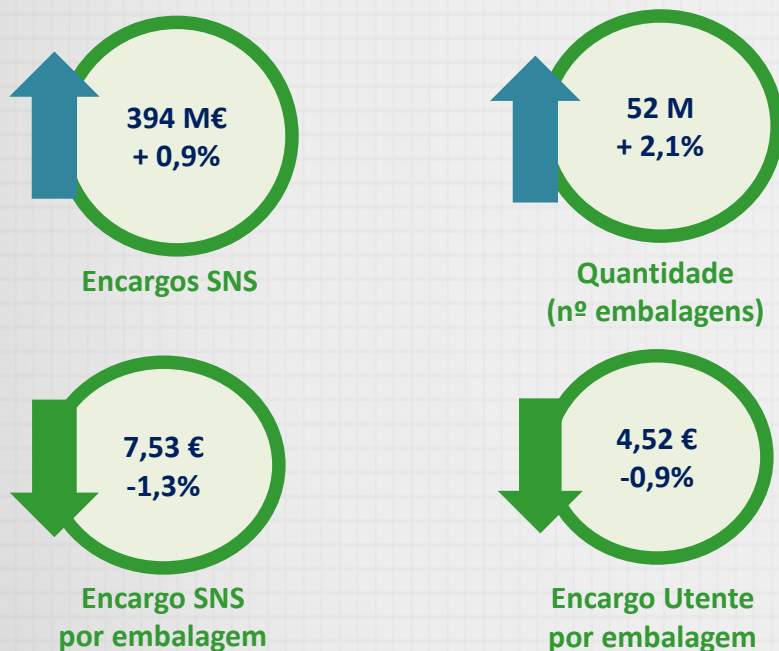 394 M€
+ 0,9%
Encargos SNS
52 M
+ 2,1%
Quantidade
(nº embalagens)
7,53 €
-1,3%
Encargo SNS
por embalagem
4,52 €
-0,9%
Encargo Utente
por embalagem